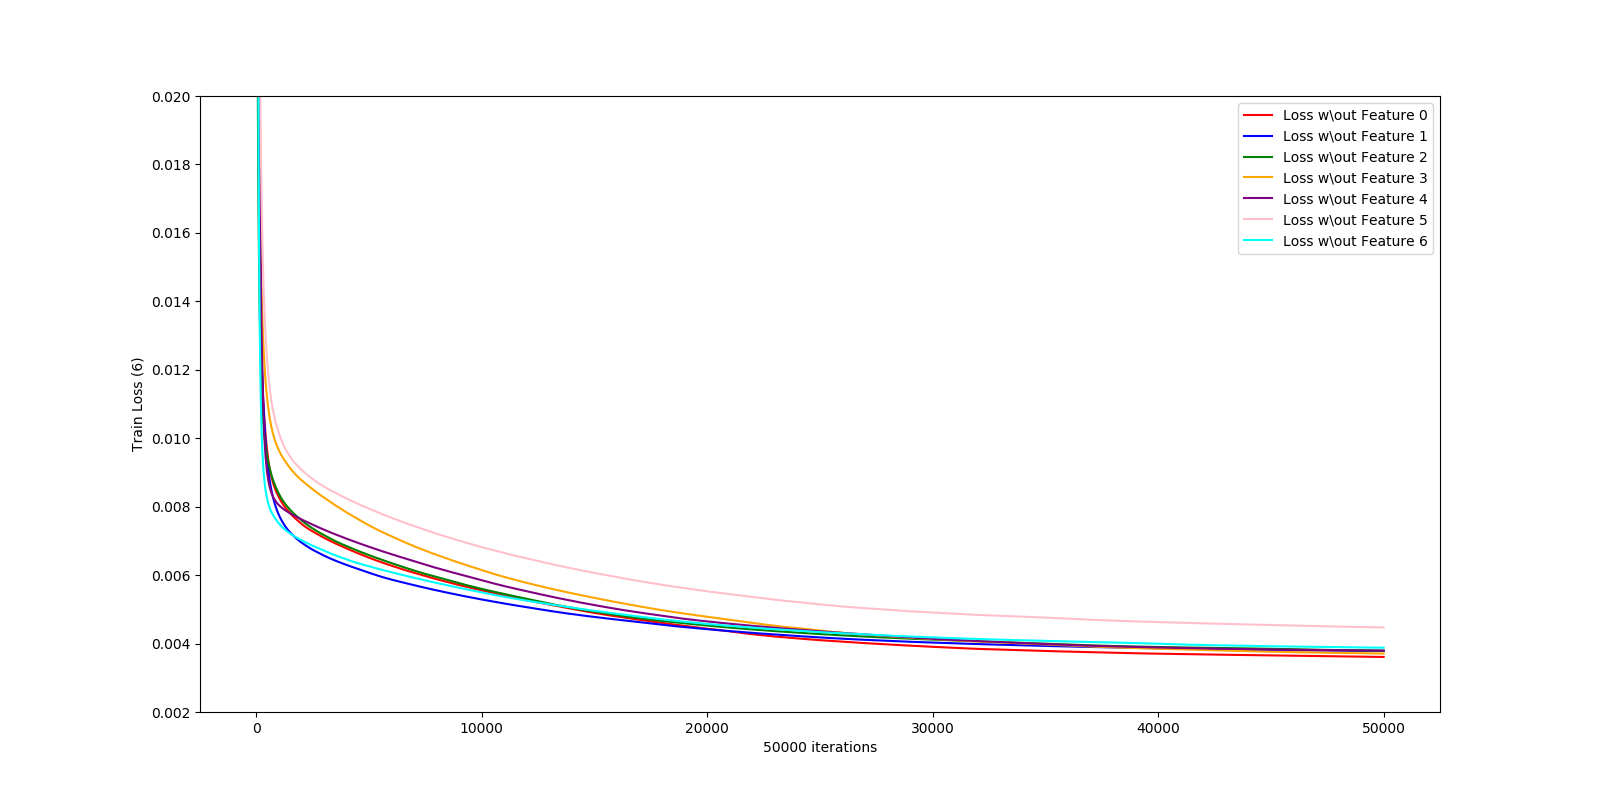 0.020
0.018
0.016
0.014
0.012
0.010
0.008
0.006
0.004
0.002
Train Loss (6)
Loss w\out Feature 0
Loss w\out Feature 1
Loss w\out Feature 2
Loss w\out Feature 3
Loss w\out Feature 4
Loss w\out Feature 5
Loss w\out Feature 6
0 10000 20000 30000 40000 50000
50000 iterations